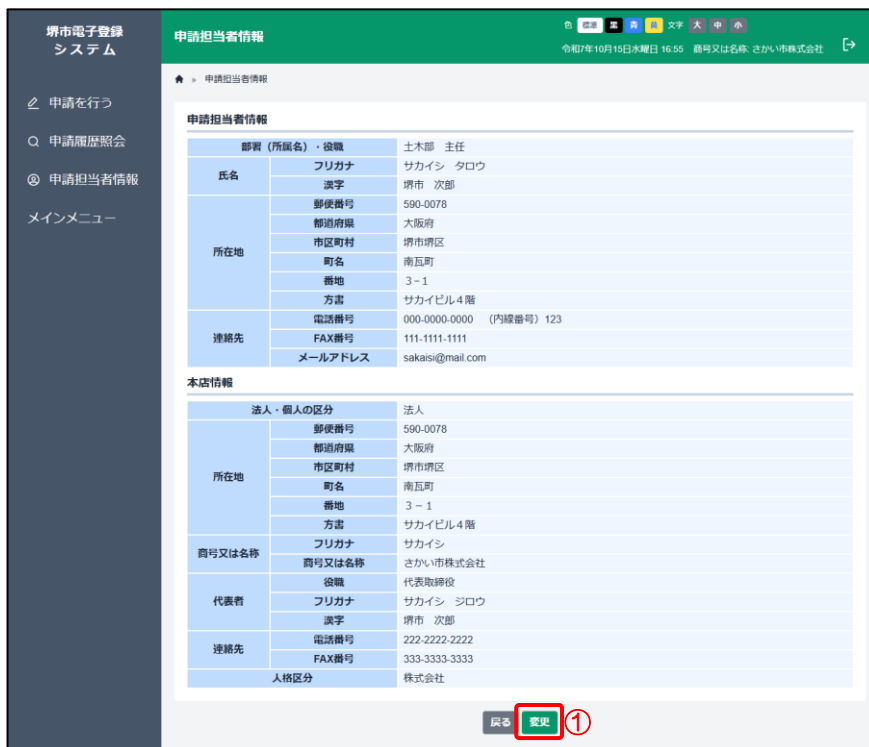 堺市電子登録
システム
申請を行う
申請履歴照会
申請担当者情報
メインメニュー
申請担当者情報
色 標準 黒 青 黄 文字 大 中 小
令和7年10月15日水曜日 16:55 商号又は名称: さかい市株式会社
申請担当者情報
申請担当者情報
部署（所属名）・役職 土木部 主任
氏名 フリガナ サカイシ タロウ
漢字 堺市 次郎
所在地 郵便番号 590-0078
都道府県 大阪府
市区町村 堺市堺区
町名 南瓦町
番地 3－1
方書 サカイビル4階
連絡先 電話番号 000-0000-0000 （内線番号）123
FAX番号 111-1111-1111
メールアドレス sakaisi@mail.com
本店情報
法人・個人の区分 法人
所在地 郵便番号 590-0078
都道府県 大阪府
市区町村 堺市堺区
町名 南瓦町
番地 3－1
方書 サカイビル4階
商号又は名称 フリガナ サカイシ
商号又は名称 さかい市株式会社
代表者 役職 代表取締役
フリガナ サカイシ ジロウ
漢字 堺市 次郎
連絡先 電話番号 222-2222-2222
FAX番号 333-3333-3333
人格区分 株式会社
戻る 変更 ①